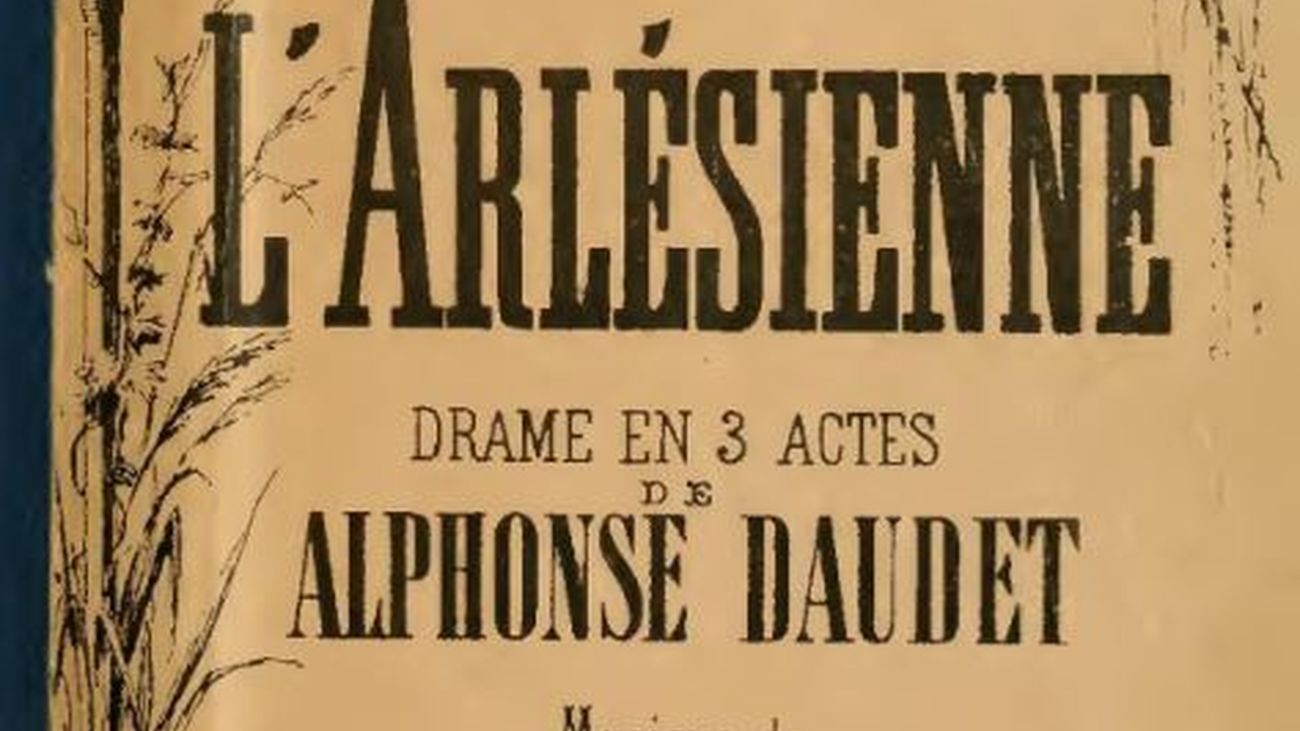 L'ARLÉSIENNE
DRAME EN 3 ACTES
DE
ALPHONSE DAUDET